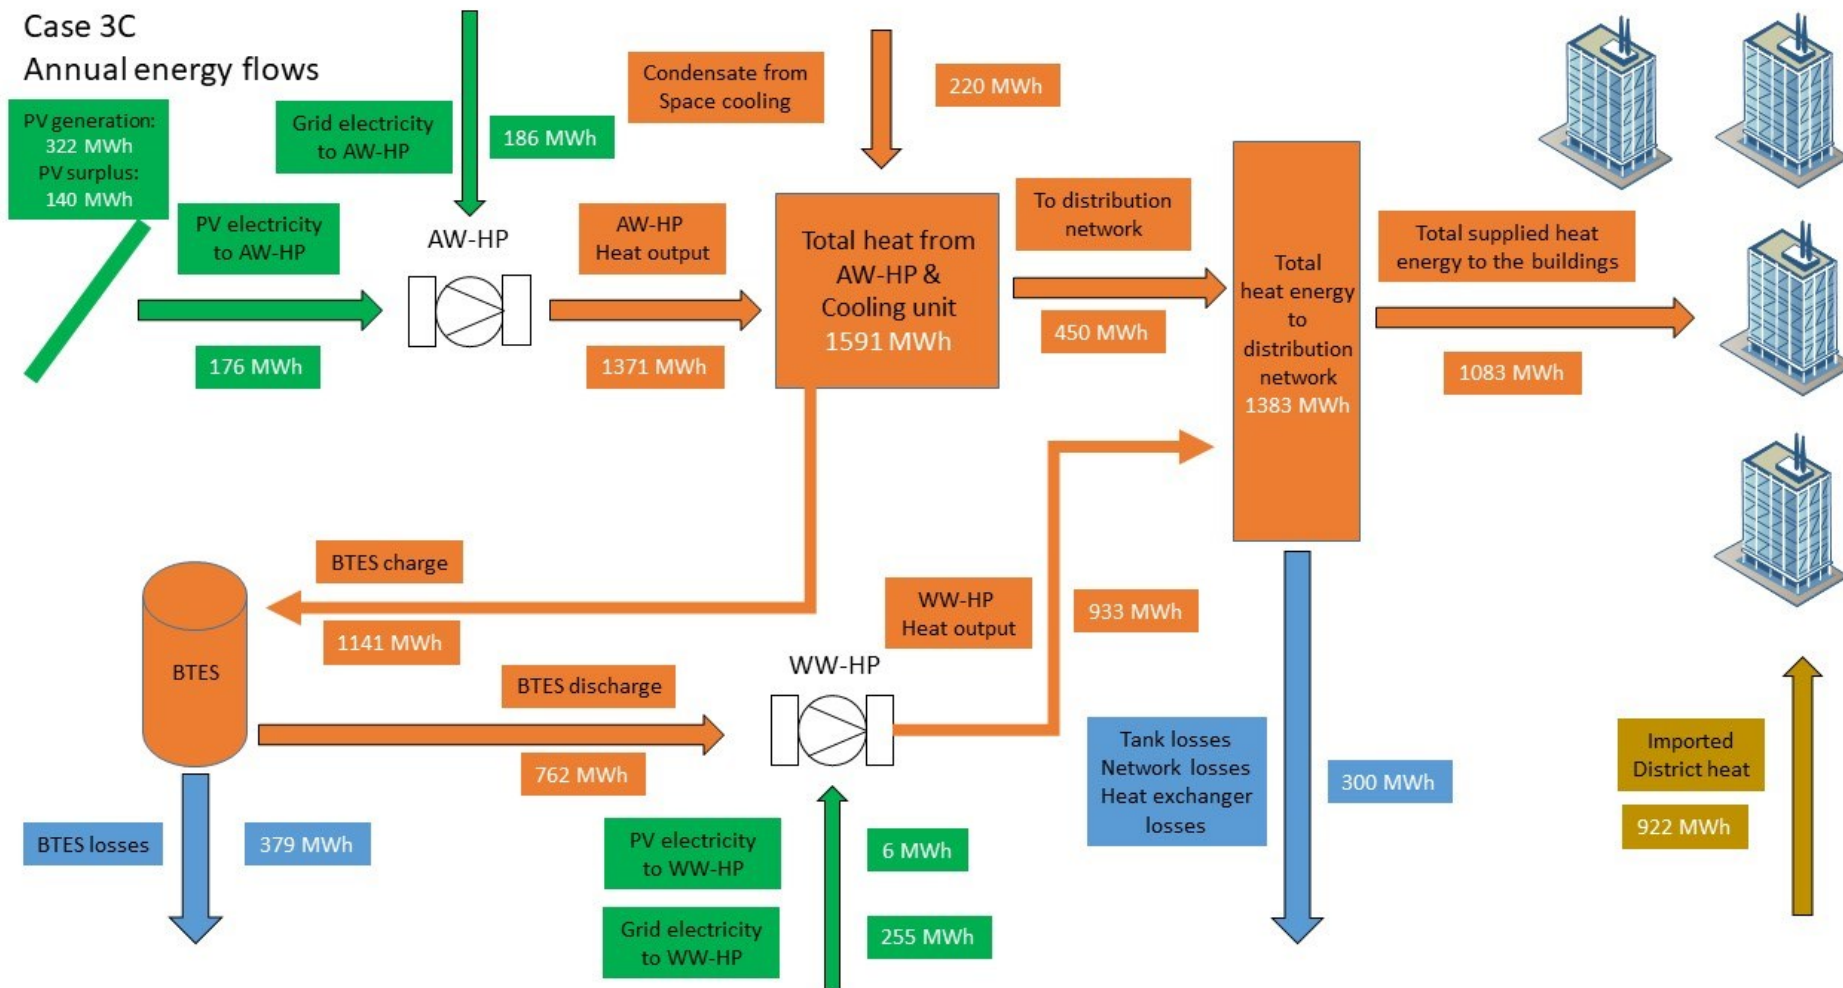 Case 3C
Annual energy flows
PV generation:
322 MWh
PV surplus:
140 MWh
Grid electricity
to AW-HP
186 MWh
Condensate from
Space cooling
220 MWh
PV electricity
to AW-HP
176 MWh
AW-HP
AW-HP
Heat output
1371 MWh
Total heat from
AW-HP &
Cooling unit
1591 MWh
To distribution
network
450 MWh
Total
heat energy
to
distribution
network
1383 MWh
Total supplied heat
energy to the buildings
1083 MWh
BTES charge
1141 MWh
BTES
BTES discharge
762 MWh
WW-HP
WW-HP
Heat output
933 MWh
BTES losses
379 MWh
PV electricity
to WW-HP
6 MWh
Grid electricity
to WW-HP
255 MWh
Tank losses
Network losses
Heat exchanger
losses
300 MWh
Imported
District heat
922 MWh